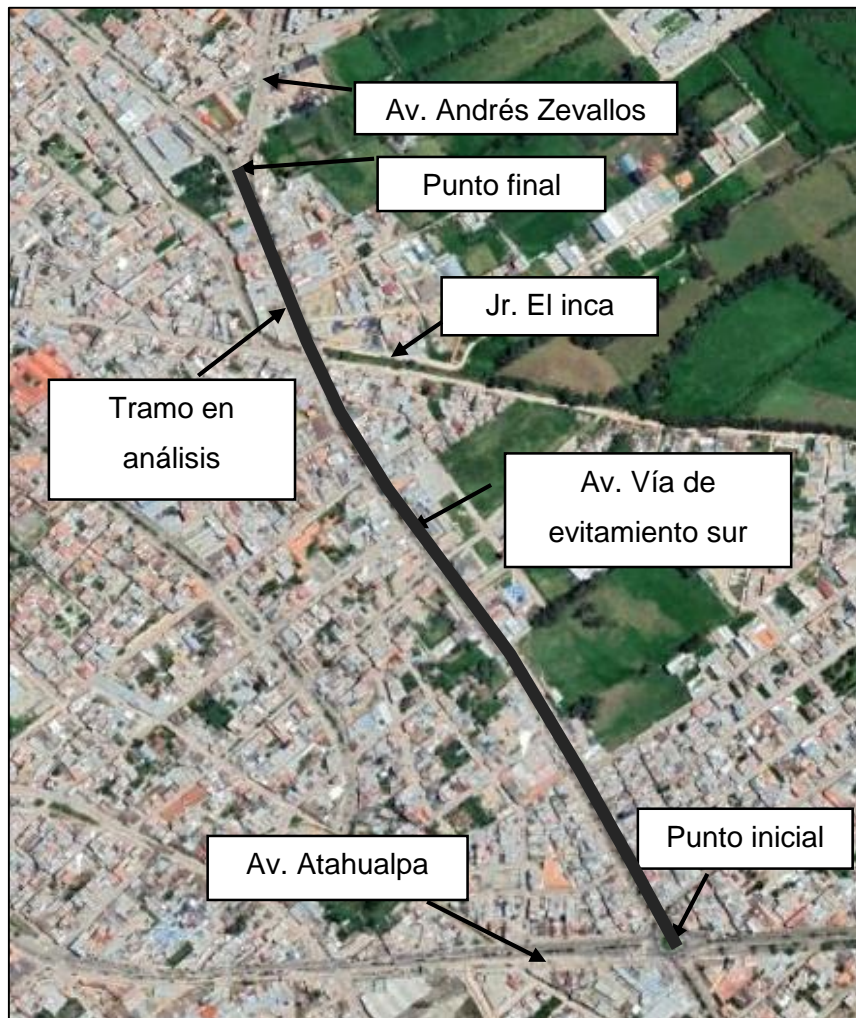 Av. Andrés Zevallos
Punto final
Jr. El inca
Tramo en
análisis
Av. Vía de
evitamiento sur
Punto inicial
Av. Atahualpa